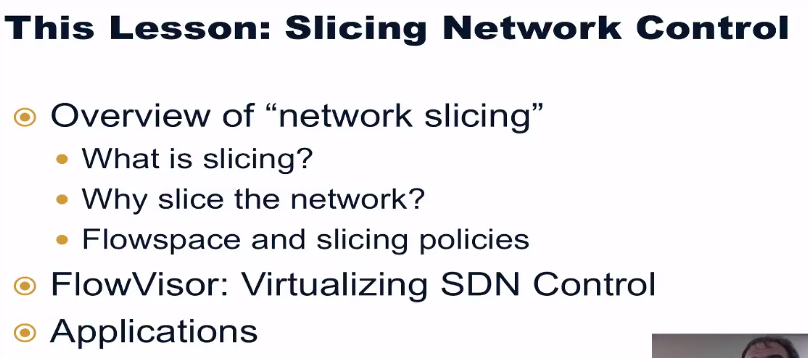 This Lesson: Slicing Network Control
Overview of “network slicing”
What is slicing?
Why slice the network?
Flowspace and slicing policies
FlowVisor: Virtualizing SDN Control
Applications